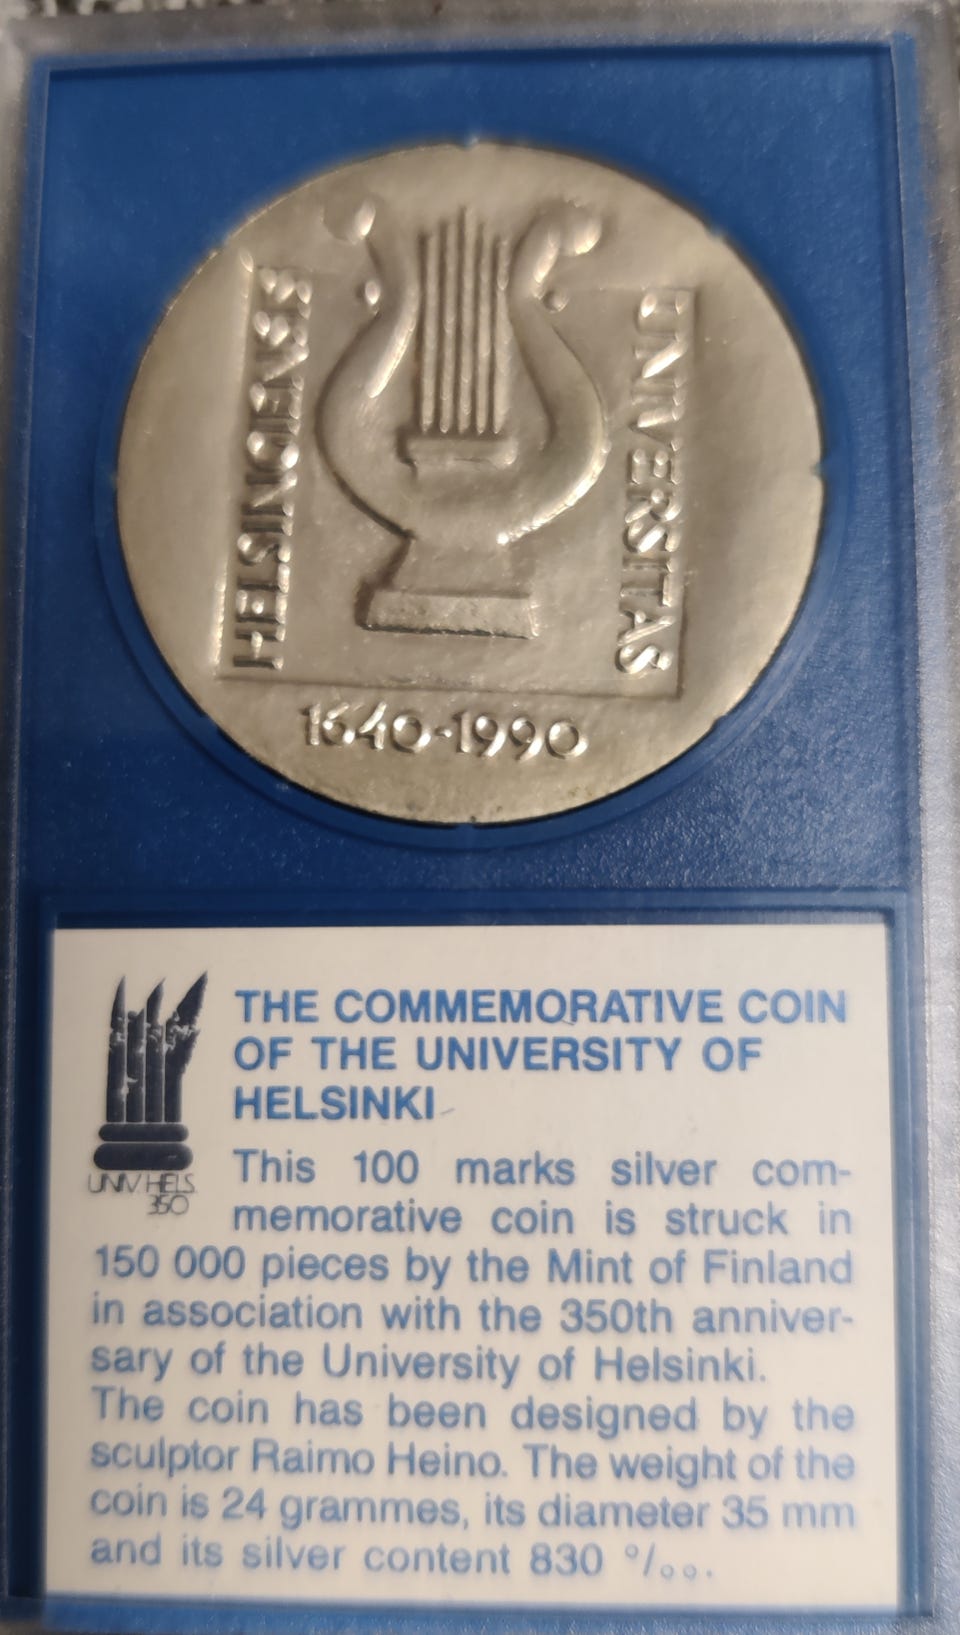 HELSINGIENSIS
UNIVERSITAS
1640-1990
THE COMMEMORATIVE COIN
OF THE UNIVERSITY OF
HELSINKI
UNIV. HELS.
350
This 100 marks silver com-
memorative coin is struck in
150 000 pieces by the Mint of Finland
in association with the 350th anniver-
sary of the University of Helsinki.
The coin has been designed by the
sculptor Raimo Heino. The weight of the
coin is 24 grammes, its diameter 35 mm
and its silver content 830 ‰.